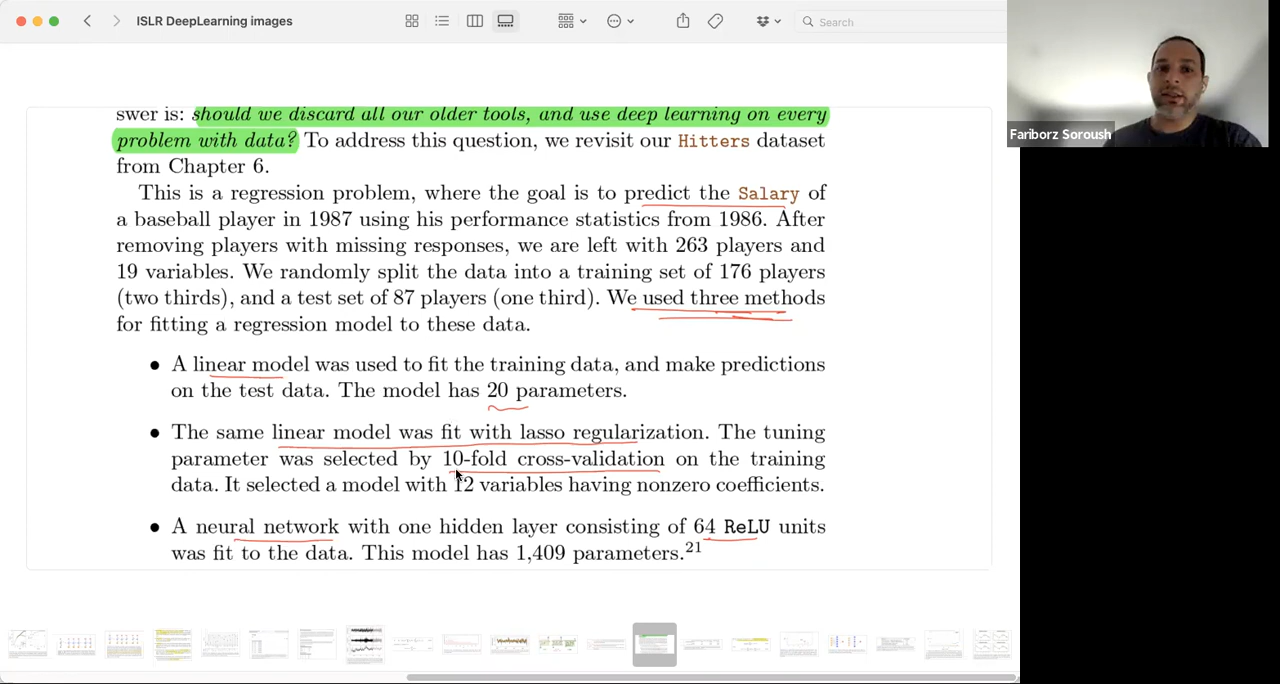 ISLR DeepLearning images
Search
Fariborz Soroush
swer is: should we discard all our older tools, and use deep learning on every
problem with data? To address this question, we revisit our Hitters dataset
from Chapter 6.
This is a regression problem, where the goal is to predict the Salary of
a baseball player in 1987 using his performance statistics from 1986. After
removing players with missing responses, we are left with 263 players and
19 variables. We randomly split the data into a training set of 176 players
(two thirds), and a test set of 87 players (one third). We used three methods
for fitting a regression model to these data.
• A linear model was used to fit the training data, and make predictions
on the test data. The model has 20 parameters.
• The same linear model was fit with lasso regularization. The tuning
parameter was selected by 10-fold cross-validation on the training
data. It selected a model with 12 variables having nonzero coefficients.
• A neural network with one hidden layer consisting of 64 ReLU units
was fit to the data. This model has 1,409 parameters.21